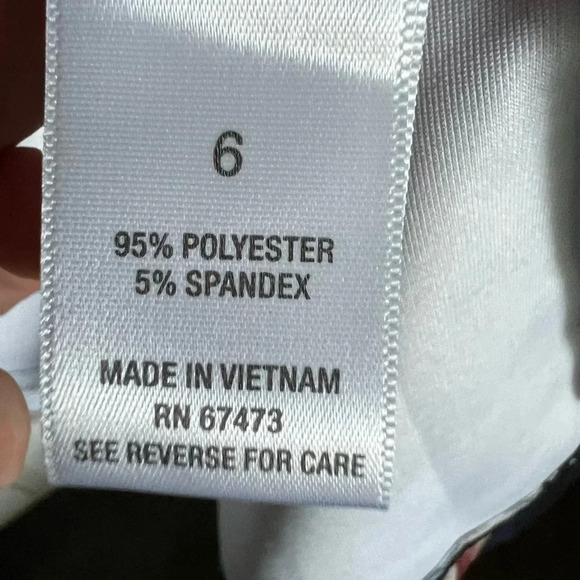 6
95% POLYESTER
5% SPANDEX
MADE IN VIETNAM
RN 67473
SEE REVERSE FOR CARE